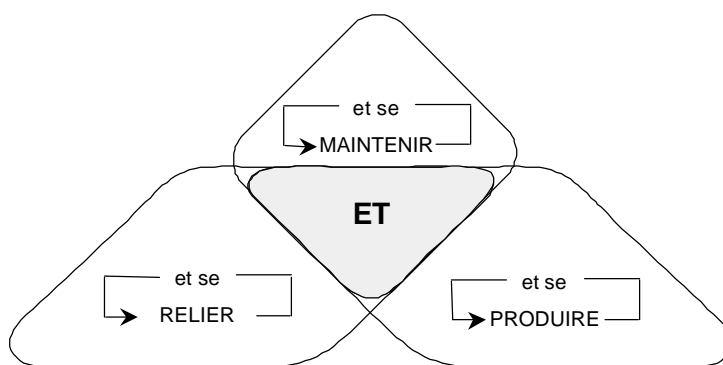 et se
MAINTENIR
ET
et se
RELIER
et se
PRODUIRE